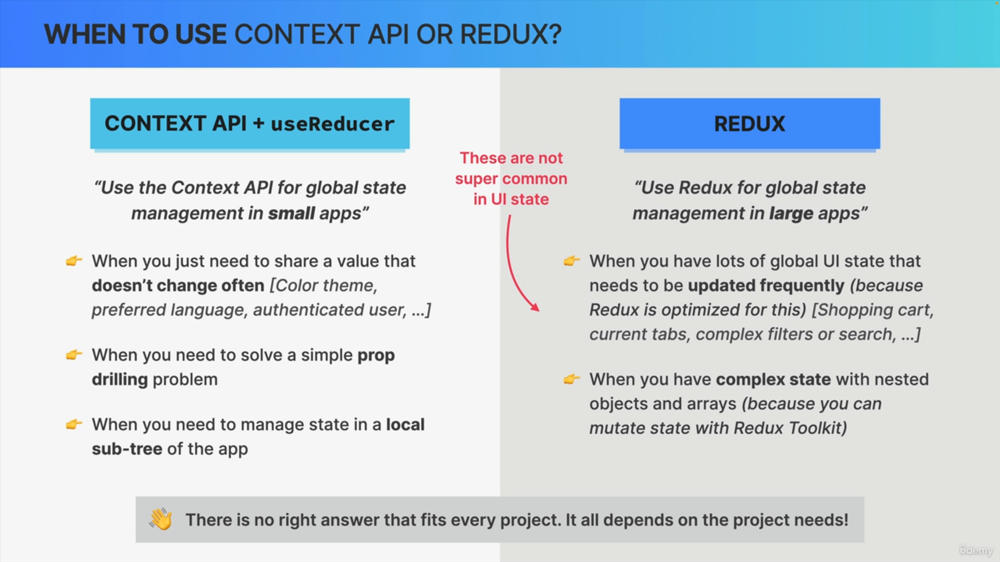 WHEN TO USE CONTEXT API OR REDUX?
CONTEXT API + useReducer
“Use the Context API for global state
management in small apps”
When you just need to share a value that
doesn’t change often [Color theme,
preferred language, authenticated user, …]
When you need to solve a simple prop
drilling problem
When you need to manage state in a local
sub-tree of the app
These are not
super common
in UI state
REDUX
“Use Redux for global state
management in large apps”
When you have lots of global UI state that
needs to be updated frequently (because
Redux is optimized for this) [Shopping cart,
current tabs, complex filters or search, …]
When you have complex state with nested
objects and arrays (because you can
mutate state with Redux Toolkit)
There is no right answer that fits every project. It all depends on the project needs!
ûdemy